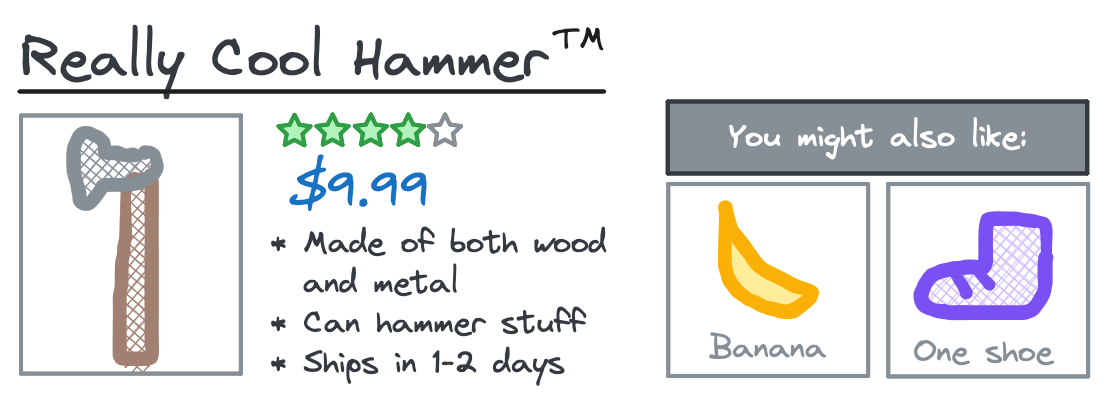 Really Cool Hammer™
$9.99
* Made of both wood
and metal
* Can hammer stuff
* Ships in 1-2 days
You might also like:
Banana
One shoe